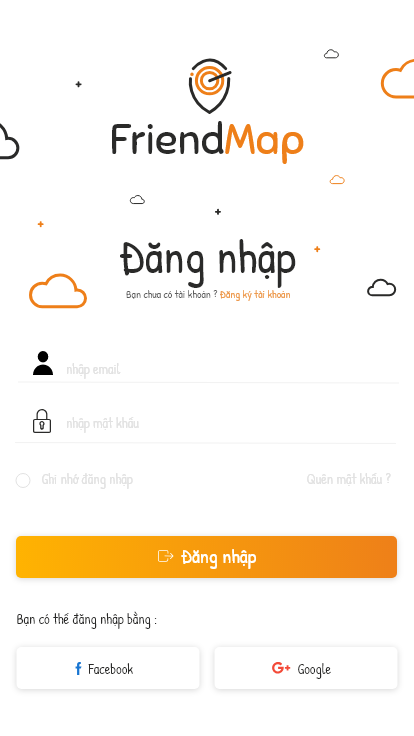 FriendMap
Đăng nhập
Bạn chưa có tài khoản ? Đăng ký tài khoản
nhập email
nhập mật khẩu
Ghi nhớ đăng nhập
Quên mật khẩu ?
Đăng nhập
Bạn có thể đăng nhập bằng :
Facebook
Google